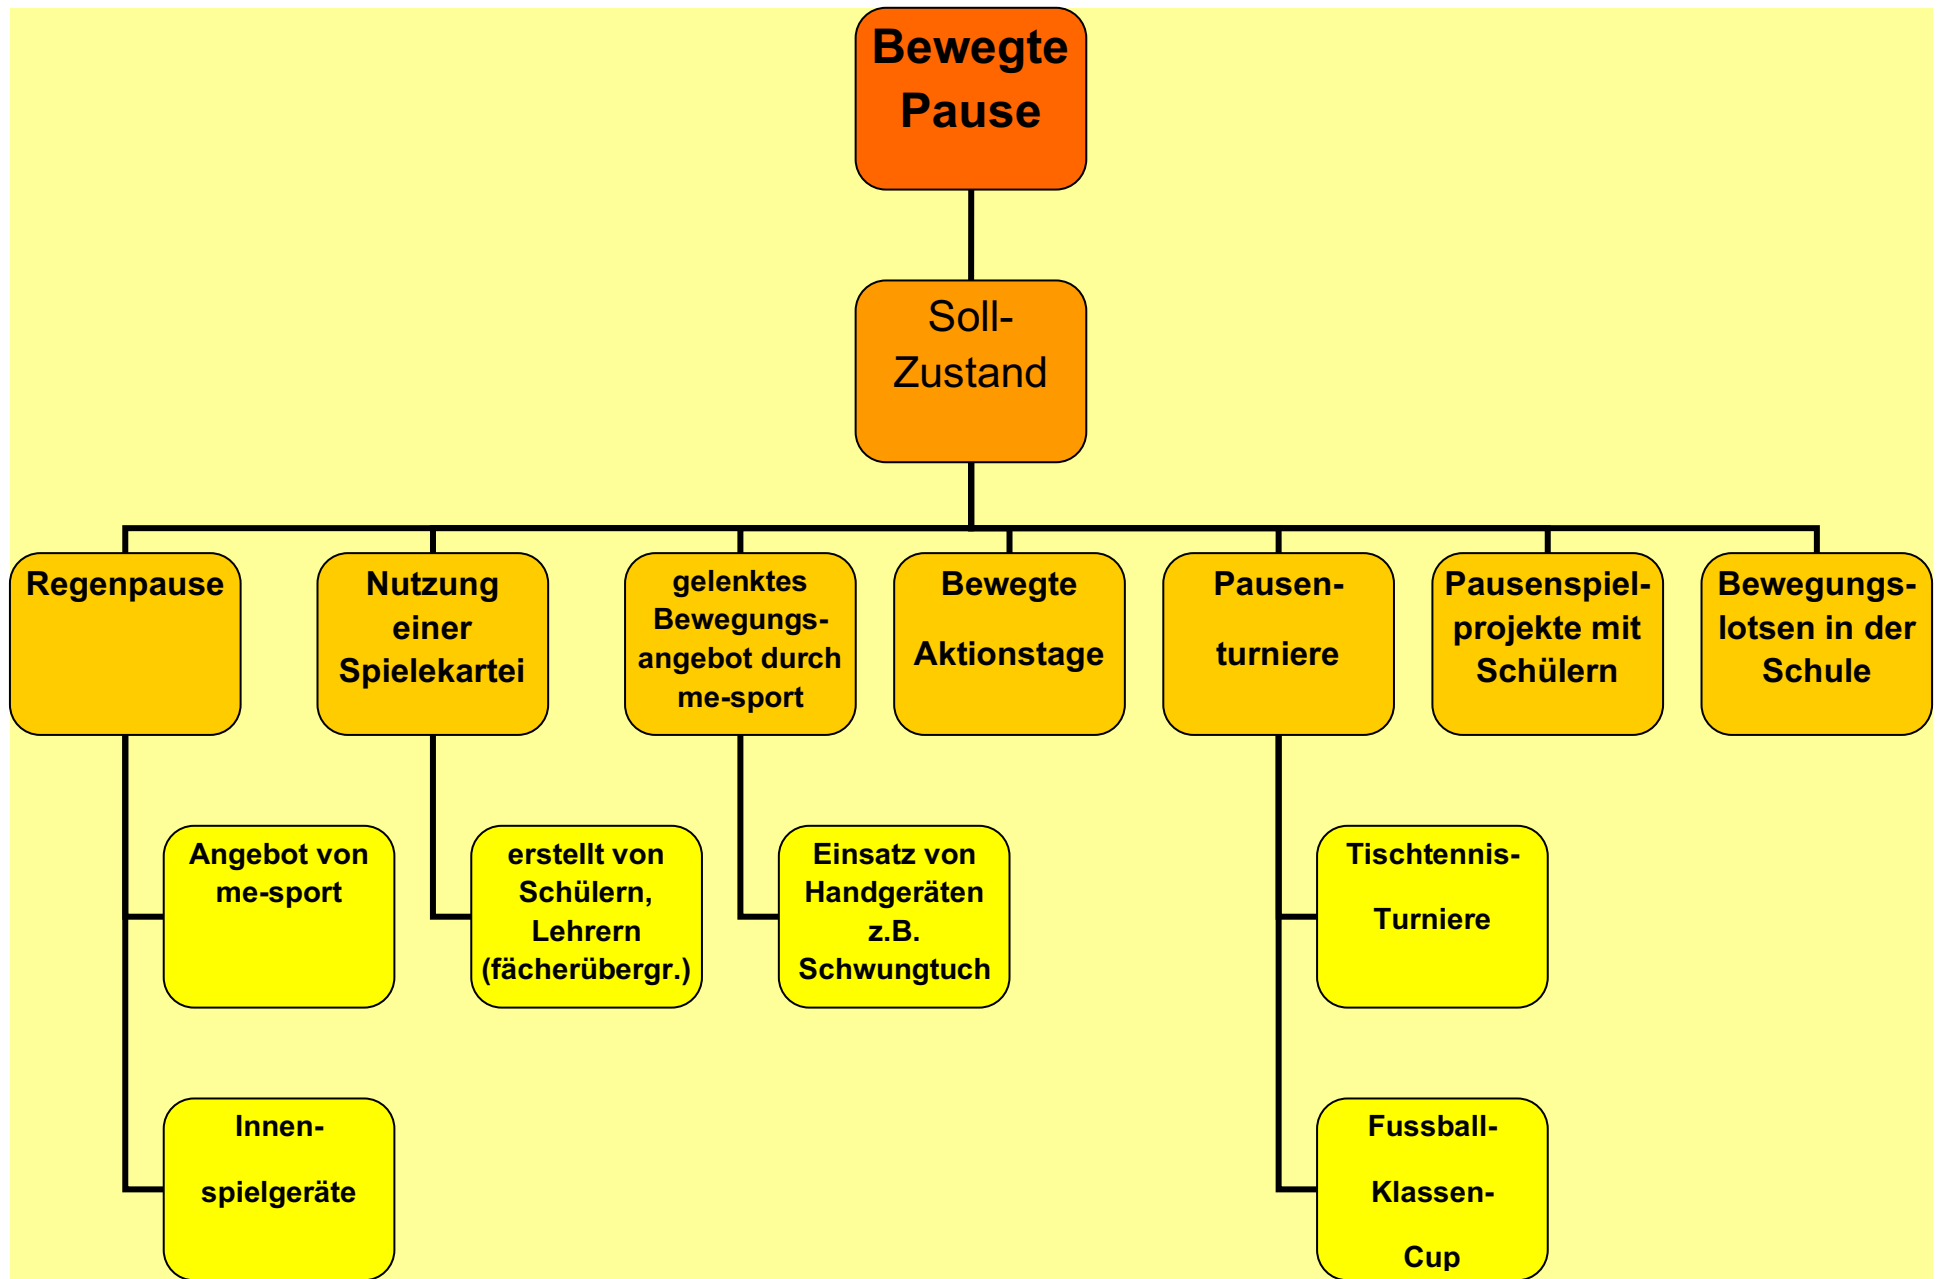 Bewegte
Pause
Soll-
Zustand
Regenpause
Nutzung
einer
Spielekartei
gelenktes
Bewegungs-
angebot durch
me-sport
Bewegte
Aktionstage
Pausen-
turniere
Pausenspiel-
projekte mit
Schülern
Bewegungs-
lotsen in der
Schule
Angebot von
me-sport
erstellt von
Schülern,
Lehrern
(fächerübergr.)
Einsatz von
Handgeräten
z.B.
Schwungtuch
Tischtennis-
Turniere
Innen-
spielgeräte
Fussball-
Klassen-
Cup